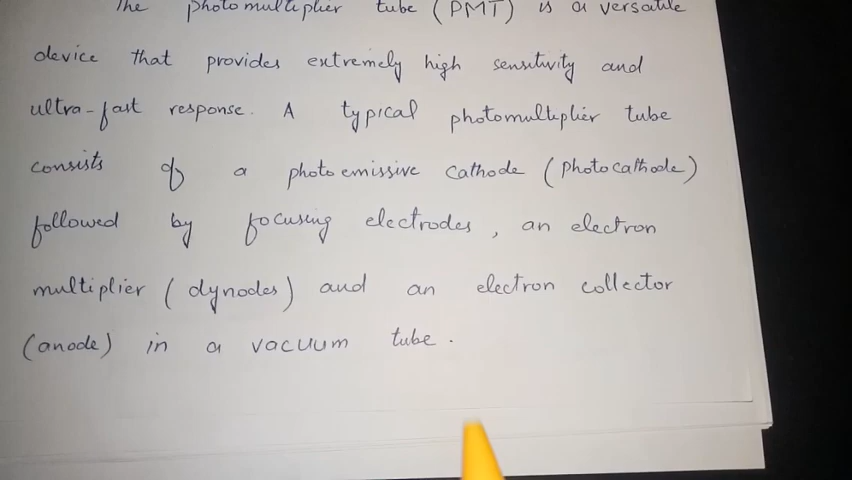 The photomultiplier tube (PMT) is a versatile
device that provides extremely high sensitivity and
ultra-fast response. A typical photomultiplier tube
consists of a photoemissive cathode (photocathode)
followed by focusing electrodes, an electron
multiplier (dynodes) and an electron collector
(anode) in a vacuum tube.